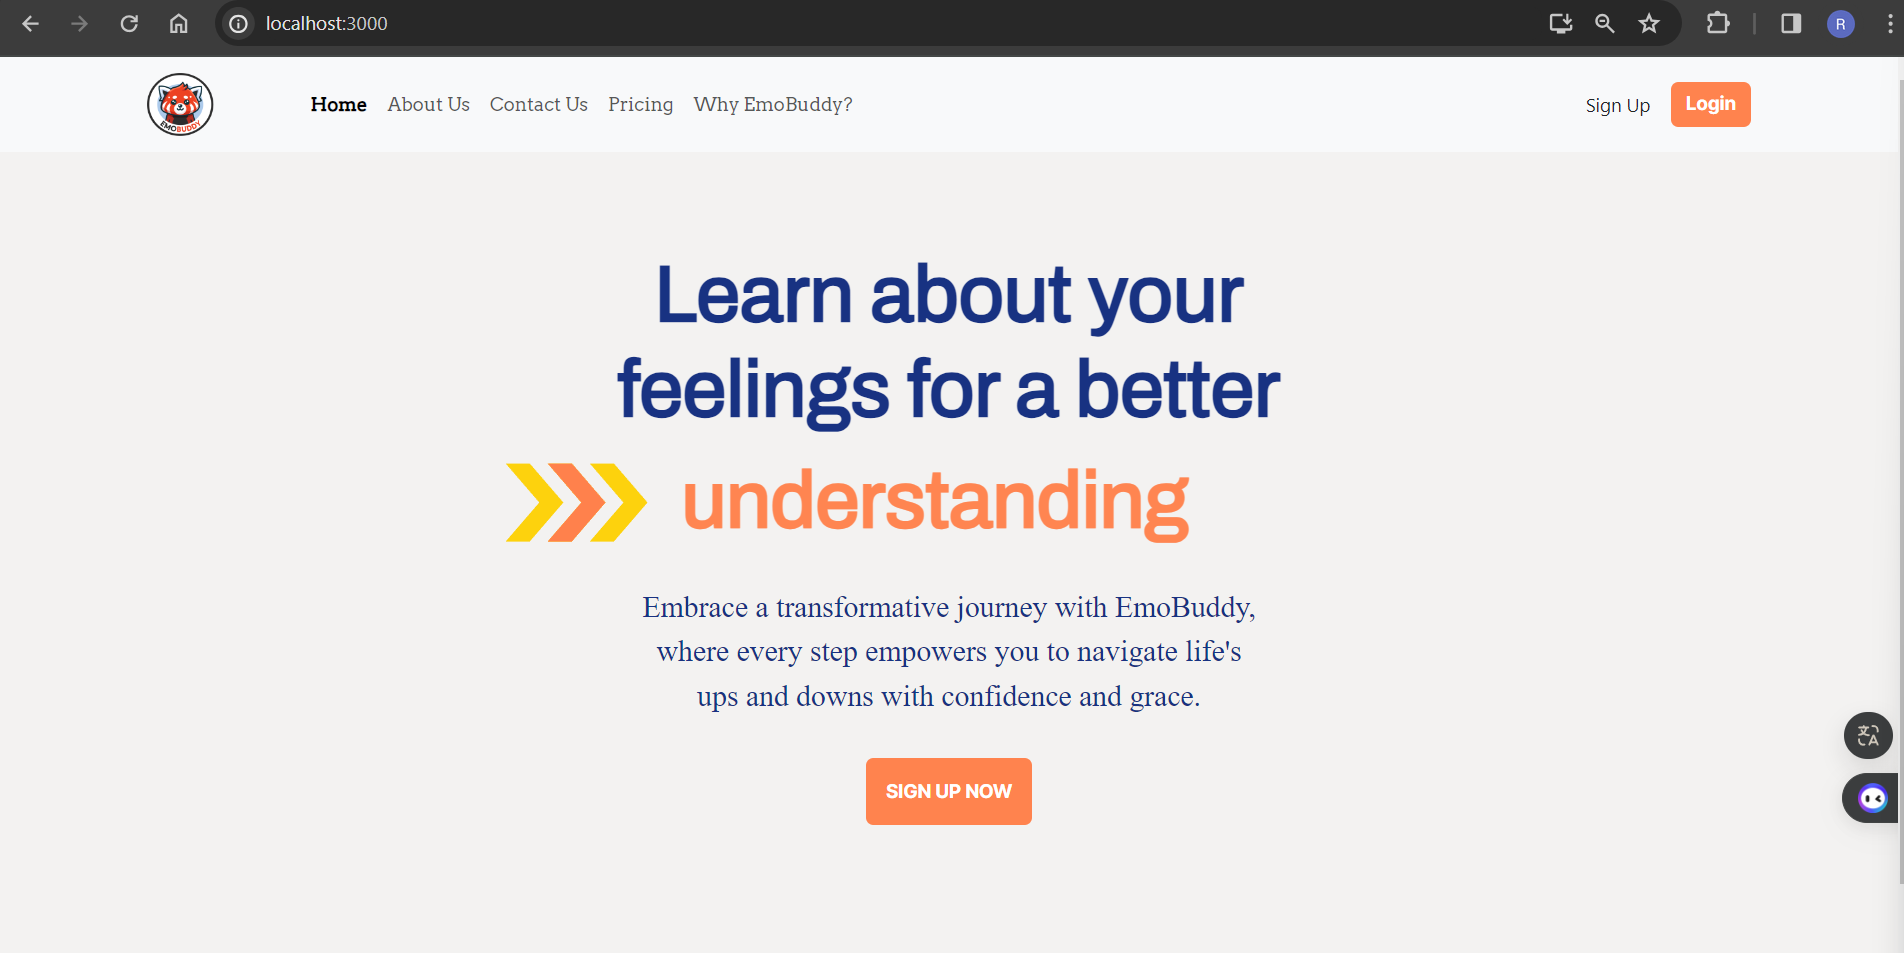 localhost:3000
R
EMOBUDDY
Home About Us Contact Us Pricing Why EmoBuddy? Sign Up Login
Learn about your
feelings for a better
understanding
Embrace a transformative journey with EmoBuddy,
where every step empowers you to navigate life's
ups and downs with confidence and grace.
SIGN UP NOW
文A